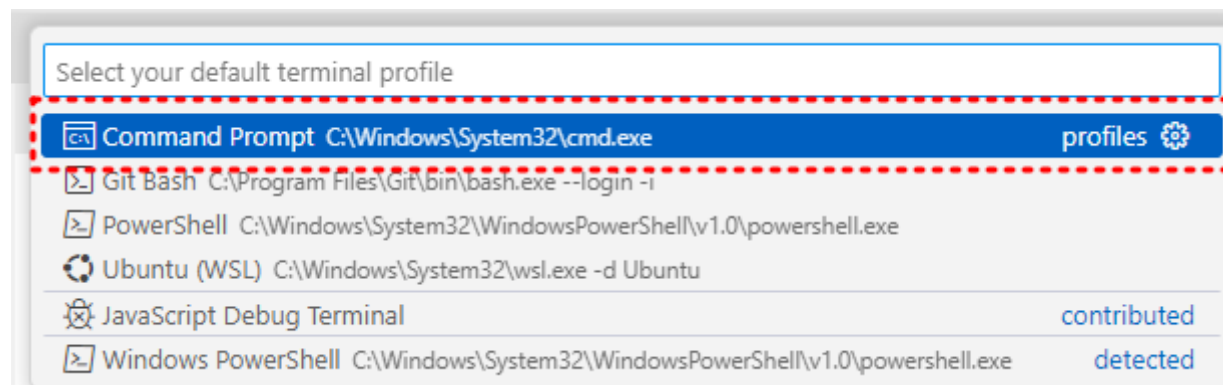 Select your default terminal profile
Command Prompt C:\Windows\System32\cmd.exe profiles
Git Bash C:\Program Files\Git\bin\bash.exe --login -i
PowerShell C:\Windows\System32\WindowsPowerShell\v1.0\powershell.exe
Ubuntu (WSL) C:\Windows\System32\wsl.exe -d Ubuntu
JavaScript Debug Terminal contributed
Windows PowerShell C:\Windows\System32\WindowsPowerShell\v1.0\powershell.exe detected